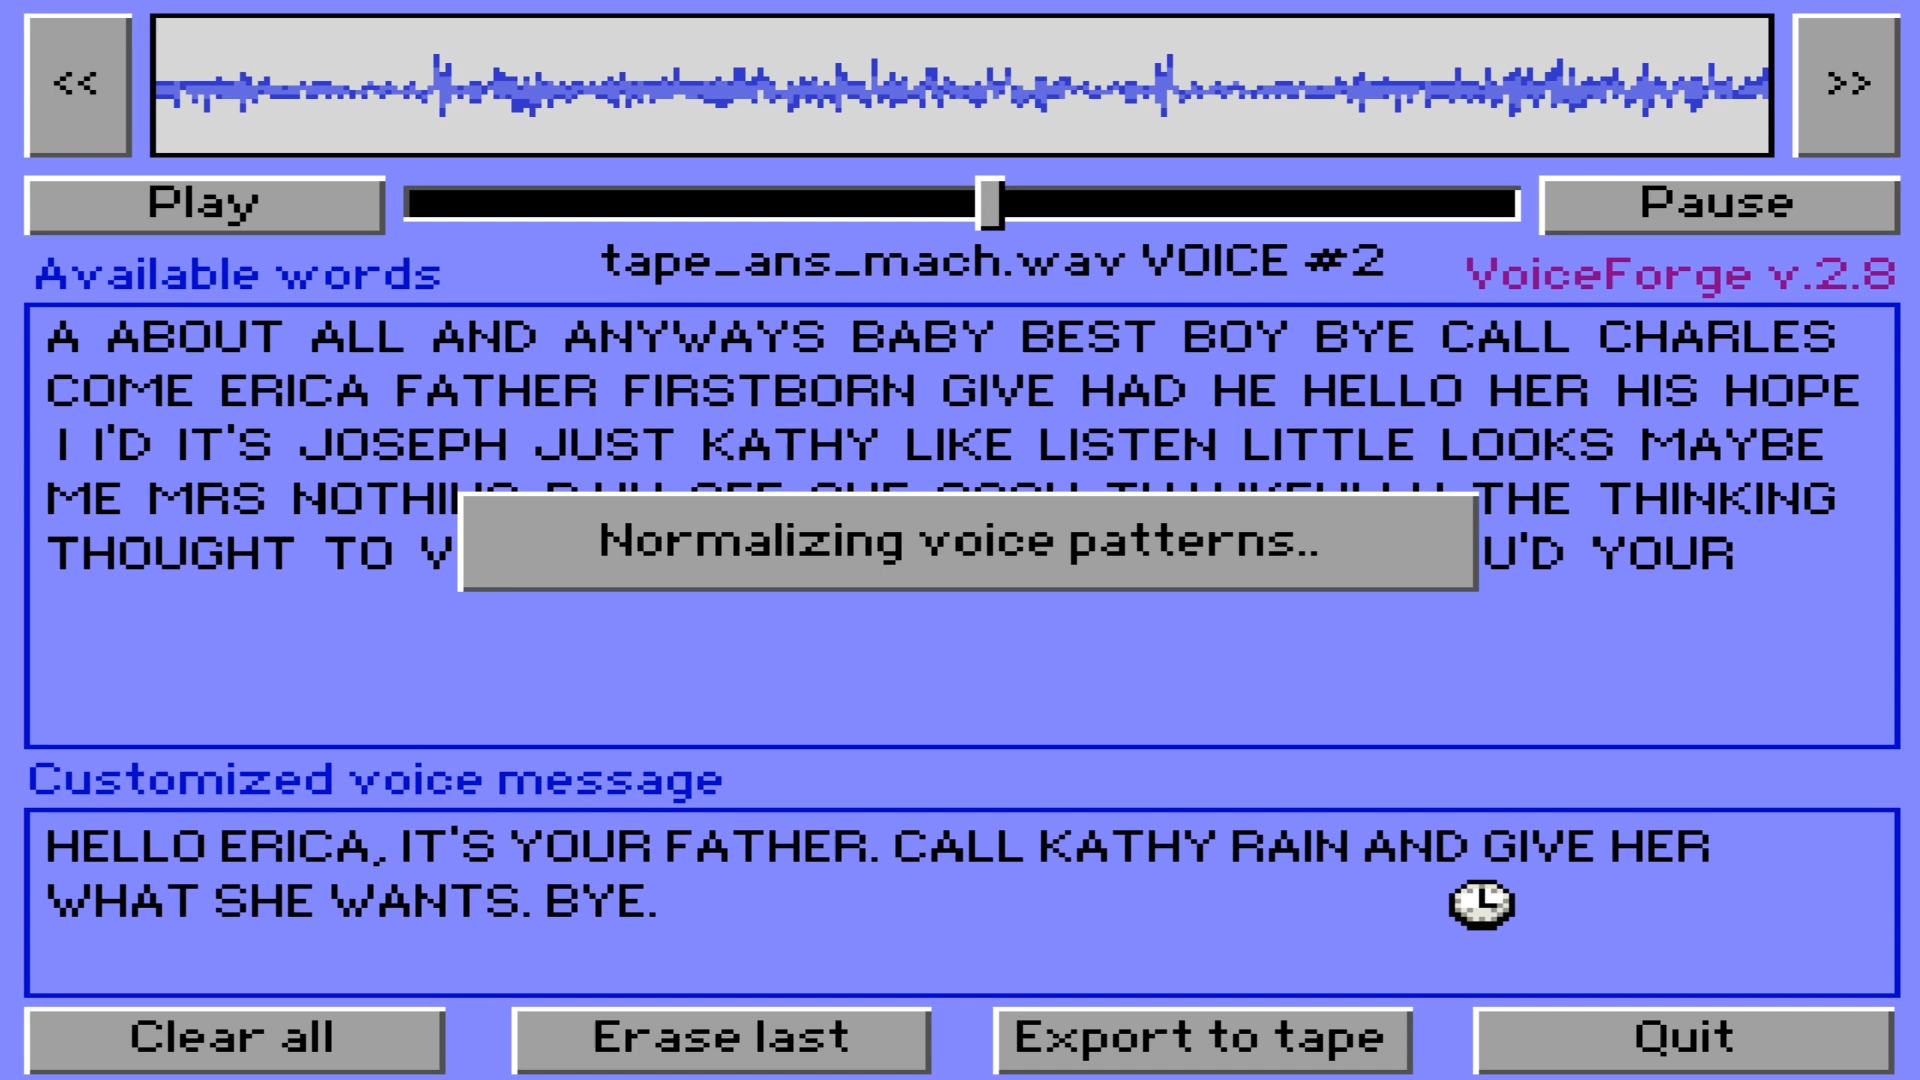 << >>
Play Pause
tape_ans_mach.wav VOICE #2
Available words VoiceForge v.2.8
A ABOUT ALL AND ANYWAYS BABY BEST BOY BYE CALL CHARLES
COME ERICA FATHER FIRSTBORN GIVE HAD HE HELLO HER HIS HOPE
I I'D IT'S JOSEPH JUST KATHY LIKE LISTEN LITTLE LOOKS MAYBE
ME MRS THE THINKING
Normalizing voice patterns..
THOUGHT TO YOUR
Customized voice message
HELLO ERICA, IT'S YOUR FATHER. CALL KATHY RAIN AND GIVE HER
WHAT SHE WANTS. BYE.
Clear all Erase last Export to tape Quit